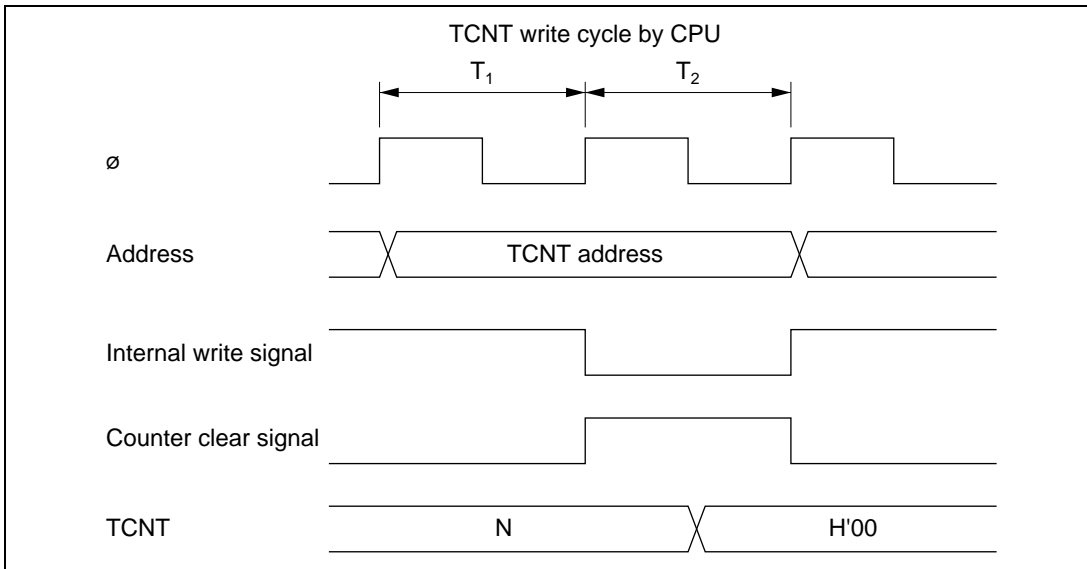 TCNT write cycle by CPU
T1 T2
ø
Address TCNT address
Internal write signal
Counter clear signal
TCNT N H'00